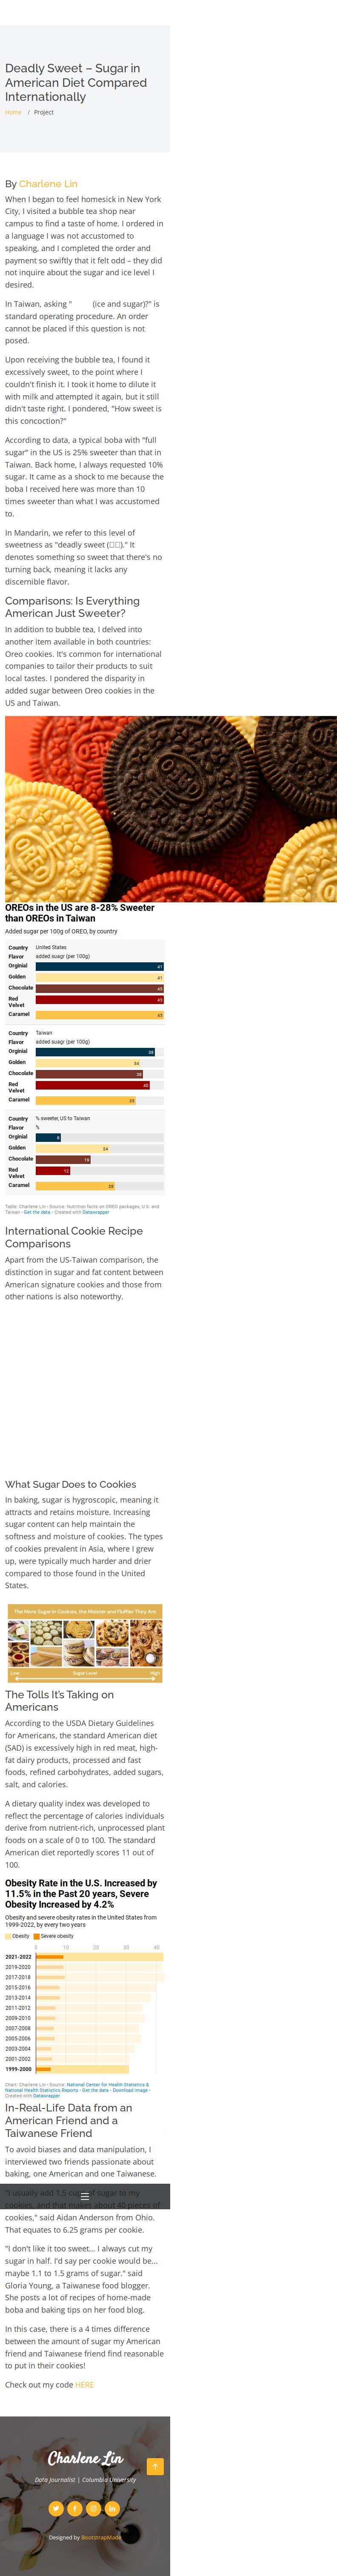 Deadly Sweet – Sugar in
American Diet Compared
Internationally
Home / Project
By Charlene Lin
When I began to feel homesick in New York
City, I visited a bubble tea shop near
campus to find a taste of home. I ordered in
a language I was not accustomed to
speaking, and I completed the order and
payment so swiftly that it felt odd – they did
not inquire about the sugar and ice level I
desired.
In Taiwan, asking " (ice and sugar)?" is
standard operating procedure. An order
cannot be placed if this question is not
posed.
Upon receiving the bubble tea, I found it
excessively sweet, to the point where I
couldn't finish it. I took it home to dilute it
with milk and attempted it again, but it still
didn't taste right. I pondered, "How sweet is
this concoction?"
According to data, a typical boba with "full
sugar" in the US is 25% sweeter than that in
Taiwan. Back home, I always requested 10%
sugar. It came as a shock to me because the
boba I received here was more than 10
times sweeter than what I was accustomed
to.
In Mandarin, we refer to this level of
sweetness as "deadly sweet (▯▯)." It
denotes something so sweet that there's no
turning back, meaning it lacks any
discernible flavor.
Comparisons: Is Everything
American Just Sweeter?
In addition to bubble tea, I delved into
another item available in both countries:
Oreo cookies. It's common for international
companies to tailor their products to suit
local tastes. I pondered the disparity in
added sugar between Oreo cookies in the
US and Taiwan.
OREOs in the US are 8-28% Sweeter
than OREOs in Taiwan
Added sugar per 100g of OREO, by country
Country United States
Flavor added suagr (per 100g)
Orginial 41
Golden 41
Chocolate 45
Red Velvet 45
Caramel 45
Country Taiwan
Flavor added suagr (per 100g)
Orginial 38
Golden 34
Chocolate 38
Red Velvet 40
Caramel 35
Country % sweeter, US to Taiwan
Flavor %
Orginial 8
Golden 24
Chocolate 19
Red Velvet 12
Caramel 28
Table: Charlene Lin • Source: Nutrition facts on OREO packages, U.S. and
Taiwan • Get the data • Created with Datawrapper
International Cookie Recipe
Comparisons
Apart from the US-Taiwan comparison, the
distinction in sugar and fat content between
American signature cookies and those from
other nations is also noteworthy.
What Sugar Does to Cookies
In baking, sugar is hygroscopic, meaning it
attracts and retains moisture. Increasing
sugar content can help maintain the
softness and moisture of cookies. The types
of cookies prevalent in Asia, where I grew
up, were typically much harder and drier
compared to those found in the United
States.
The More Sugar In Cookies, the Moister and Fluffier They Are
Low Sugar Level High
The Tolls It's Taking on
Americans
According to the USDA Dietary Guidelines
for Americans, the standard American diet
(SAD) is excessively high in red meat, high-
fat dairy products, processed and fast
foods, refined carbohydrates, added sugars,
salt, and calories.
A dietary quality index was developed to
reflect the percentage of calories individuals
derive from nutrient-rich, unprocessed plant
foods on a scale of 0 to 100. The standard
American diet reportedly scores 11 out of
100.
Obesity Rate in the U.S. Increased by
11.5% in the Past 20 years, Severe
Obesity Increased by 4.2%
Obesity and severe obesity rates in the United States from
1999-2022, by every two years
Obesity Severe obesity
0 10 20 30 40
2021-2022
2019-2020
2017-2018
2015-2016
2013-2014
2011-2012
2009-2010
2007-2008
2005-2006
2003-2004
2001-2002
1999-2000
Chart: Charlene Lin • Source: National Center for Health Statistics &
National Health Statistics Reports • Get the data • Download image •
Created with Datawrapper
In-Real-Life Data from an
American Friend and a
Taiwanese Friend
To avoid biases and data manipulation, I
interviewed two friends passionate about
baking, one American and one Taiwanese.
"I usually add 1.5 cups of sugar to my
cookies, and that makes about 40 pieces of
cookies," said Aidan Anderson from Ohio.
That equates to 6.25 grams per cookie.
"I don't like it too sweet... I always cut my
sugar in half. I'd say per cookie would be...
maybe 1.1 to 1.5 grams of sugar." said
Gloria Young, a Taiwanese food blogger.
She posts a lot of recipes of home-made
boba and baking tips on her food blog.
In this case, there is a 4 times difference
between the amount of sugar my American
friend and Taiwanese friend find reasonable
to put in their cookies!
Check out my code HERE
Charlene Lin
Data Journalist | Columbia University
Designed by BootstrapMade